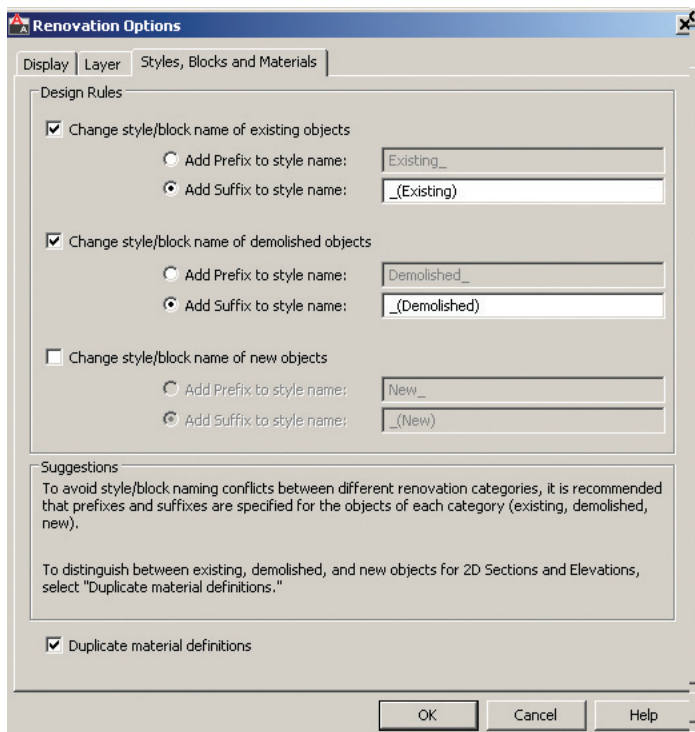 Renovation Options
Display Layer Styles, Blocks and Materials
Design Rules
Change style/block name of existing objects
Add Prefix to style name: Existing_
Add Suffix to style name: _(Existing)
Change style/block name of demolished objects
Add Prefix to style name: Demolished_
Add Suffix to style name: _(Demolished)
Change style/block name of new objects
Add Prefix to style name: New_
Add Suffix to style name: _(New)
Suggestions
To avoid style/block naming conflicts between different renovation categories, it is recommended
that prefixes and suffixes are specified for the objects of each category (existing, demolished,
new).
To distinguish between existing, demolished, and new objects for 2D Sections and Elevations,
select "Duplicate material definitions."
Duplicate material definitions
OK Cancel Help